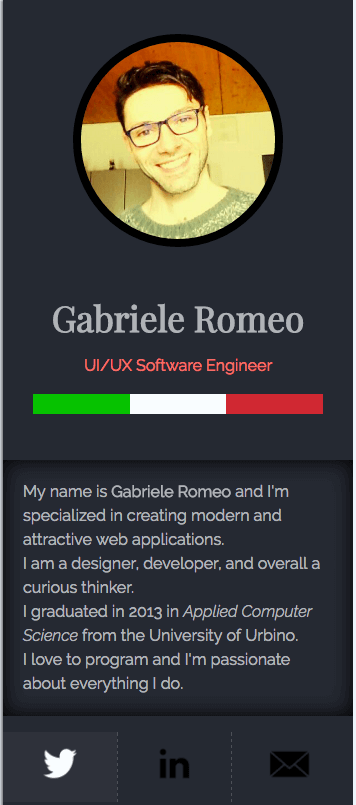 Gabriele Romeo
UI/UX Software Engineer
My name is Gabriele Romeo and I'm
specialized in creating modern and
attractive web applications.
I am a designer, developer, and overall a
curious thinker.
I graduated in 2013 in Applied Computer
Science from the University of Urbino.
I love to program and I'm passionate
about everything I do.
in